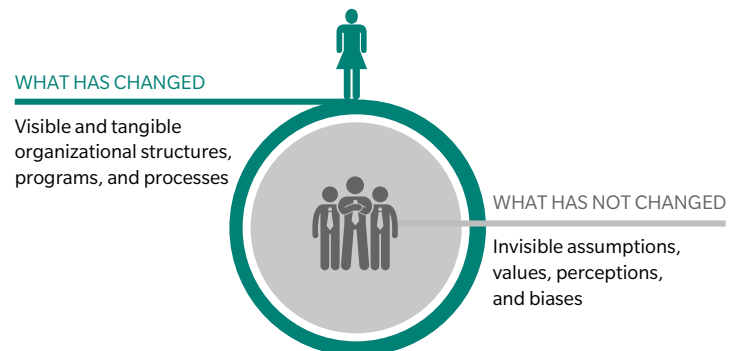 WHAT HAS CHANGED
Visible and tangible
organizational structures,
programs, and processes
WHAT HAS NOT CHANGED
Invisible assumptions,
values, perceptions,
and biases